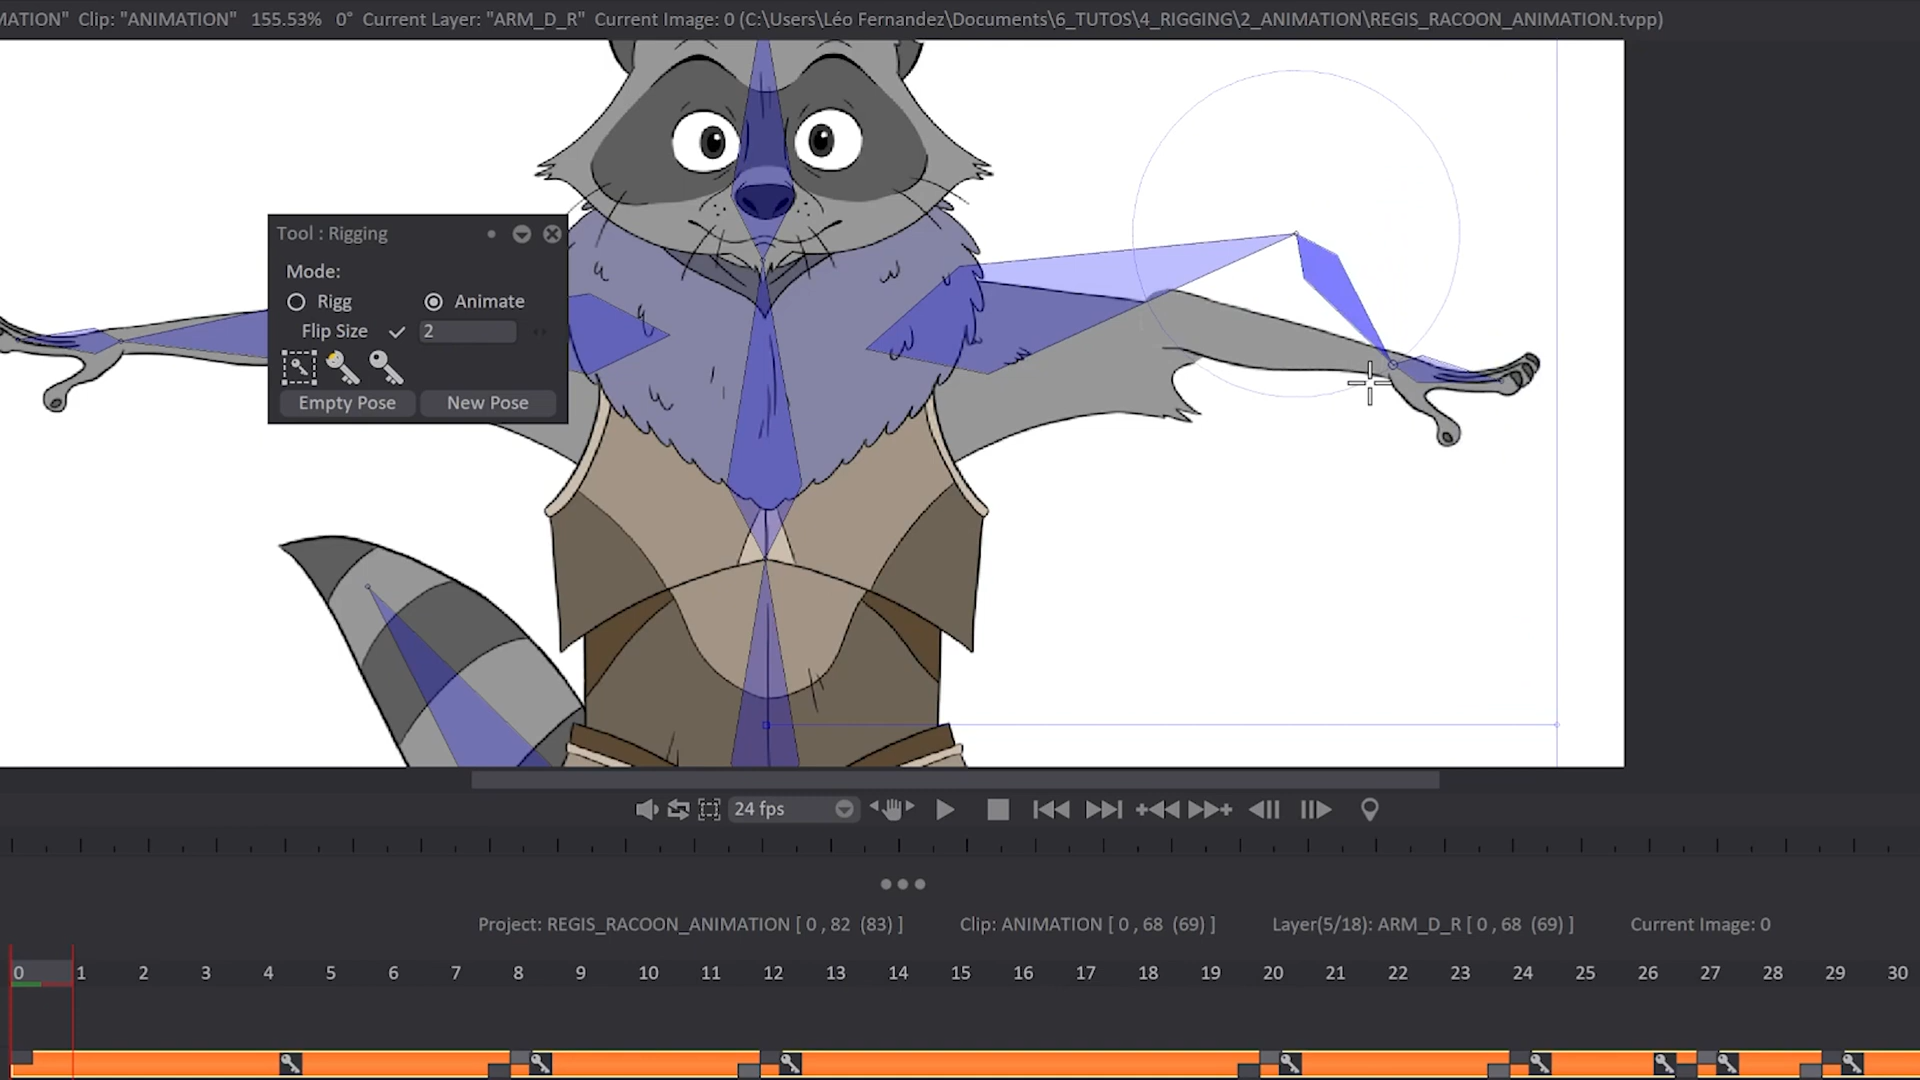 MATION" Clip: "ANIMATION" 155.53% 0° Current Layer: "ARM_D_R" Current Image: 0 (C:\Users\Léo Fernandez\Documents\6_TUTOS\4_RIGGING\2_ANIMATION\REGIS_RACOON_ANIMATION.tvpp)
Tool : Rigging
Mode:
Rigg Animate
Flip Size 2
Empty Pose New Pose
24 fps
Project: REGIS_RACOON_ANIMATION [ 0 , 82 (83) ] Clip: ANIMATION [ 0 , 68 (69) ] Layer(5/18): ARM_D_R [ 0 , 68 (69) ] Current Image: 0
0 1 2 3 4 5 6 7 8 9 10 11 12 13 14 15 16 17 18 19 20 21 22 23 24 25 26 27 28 29 30